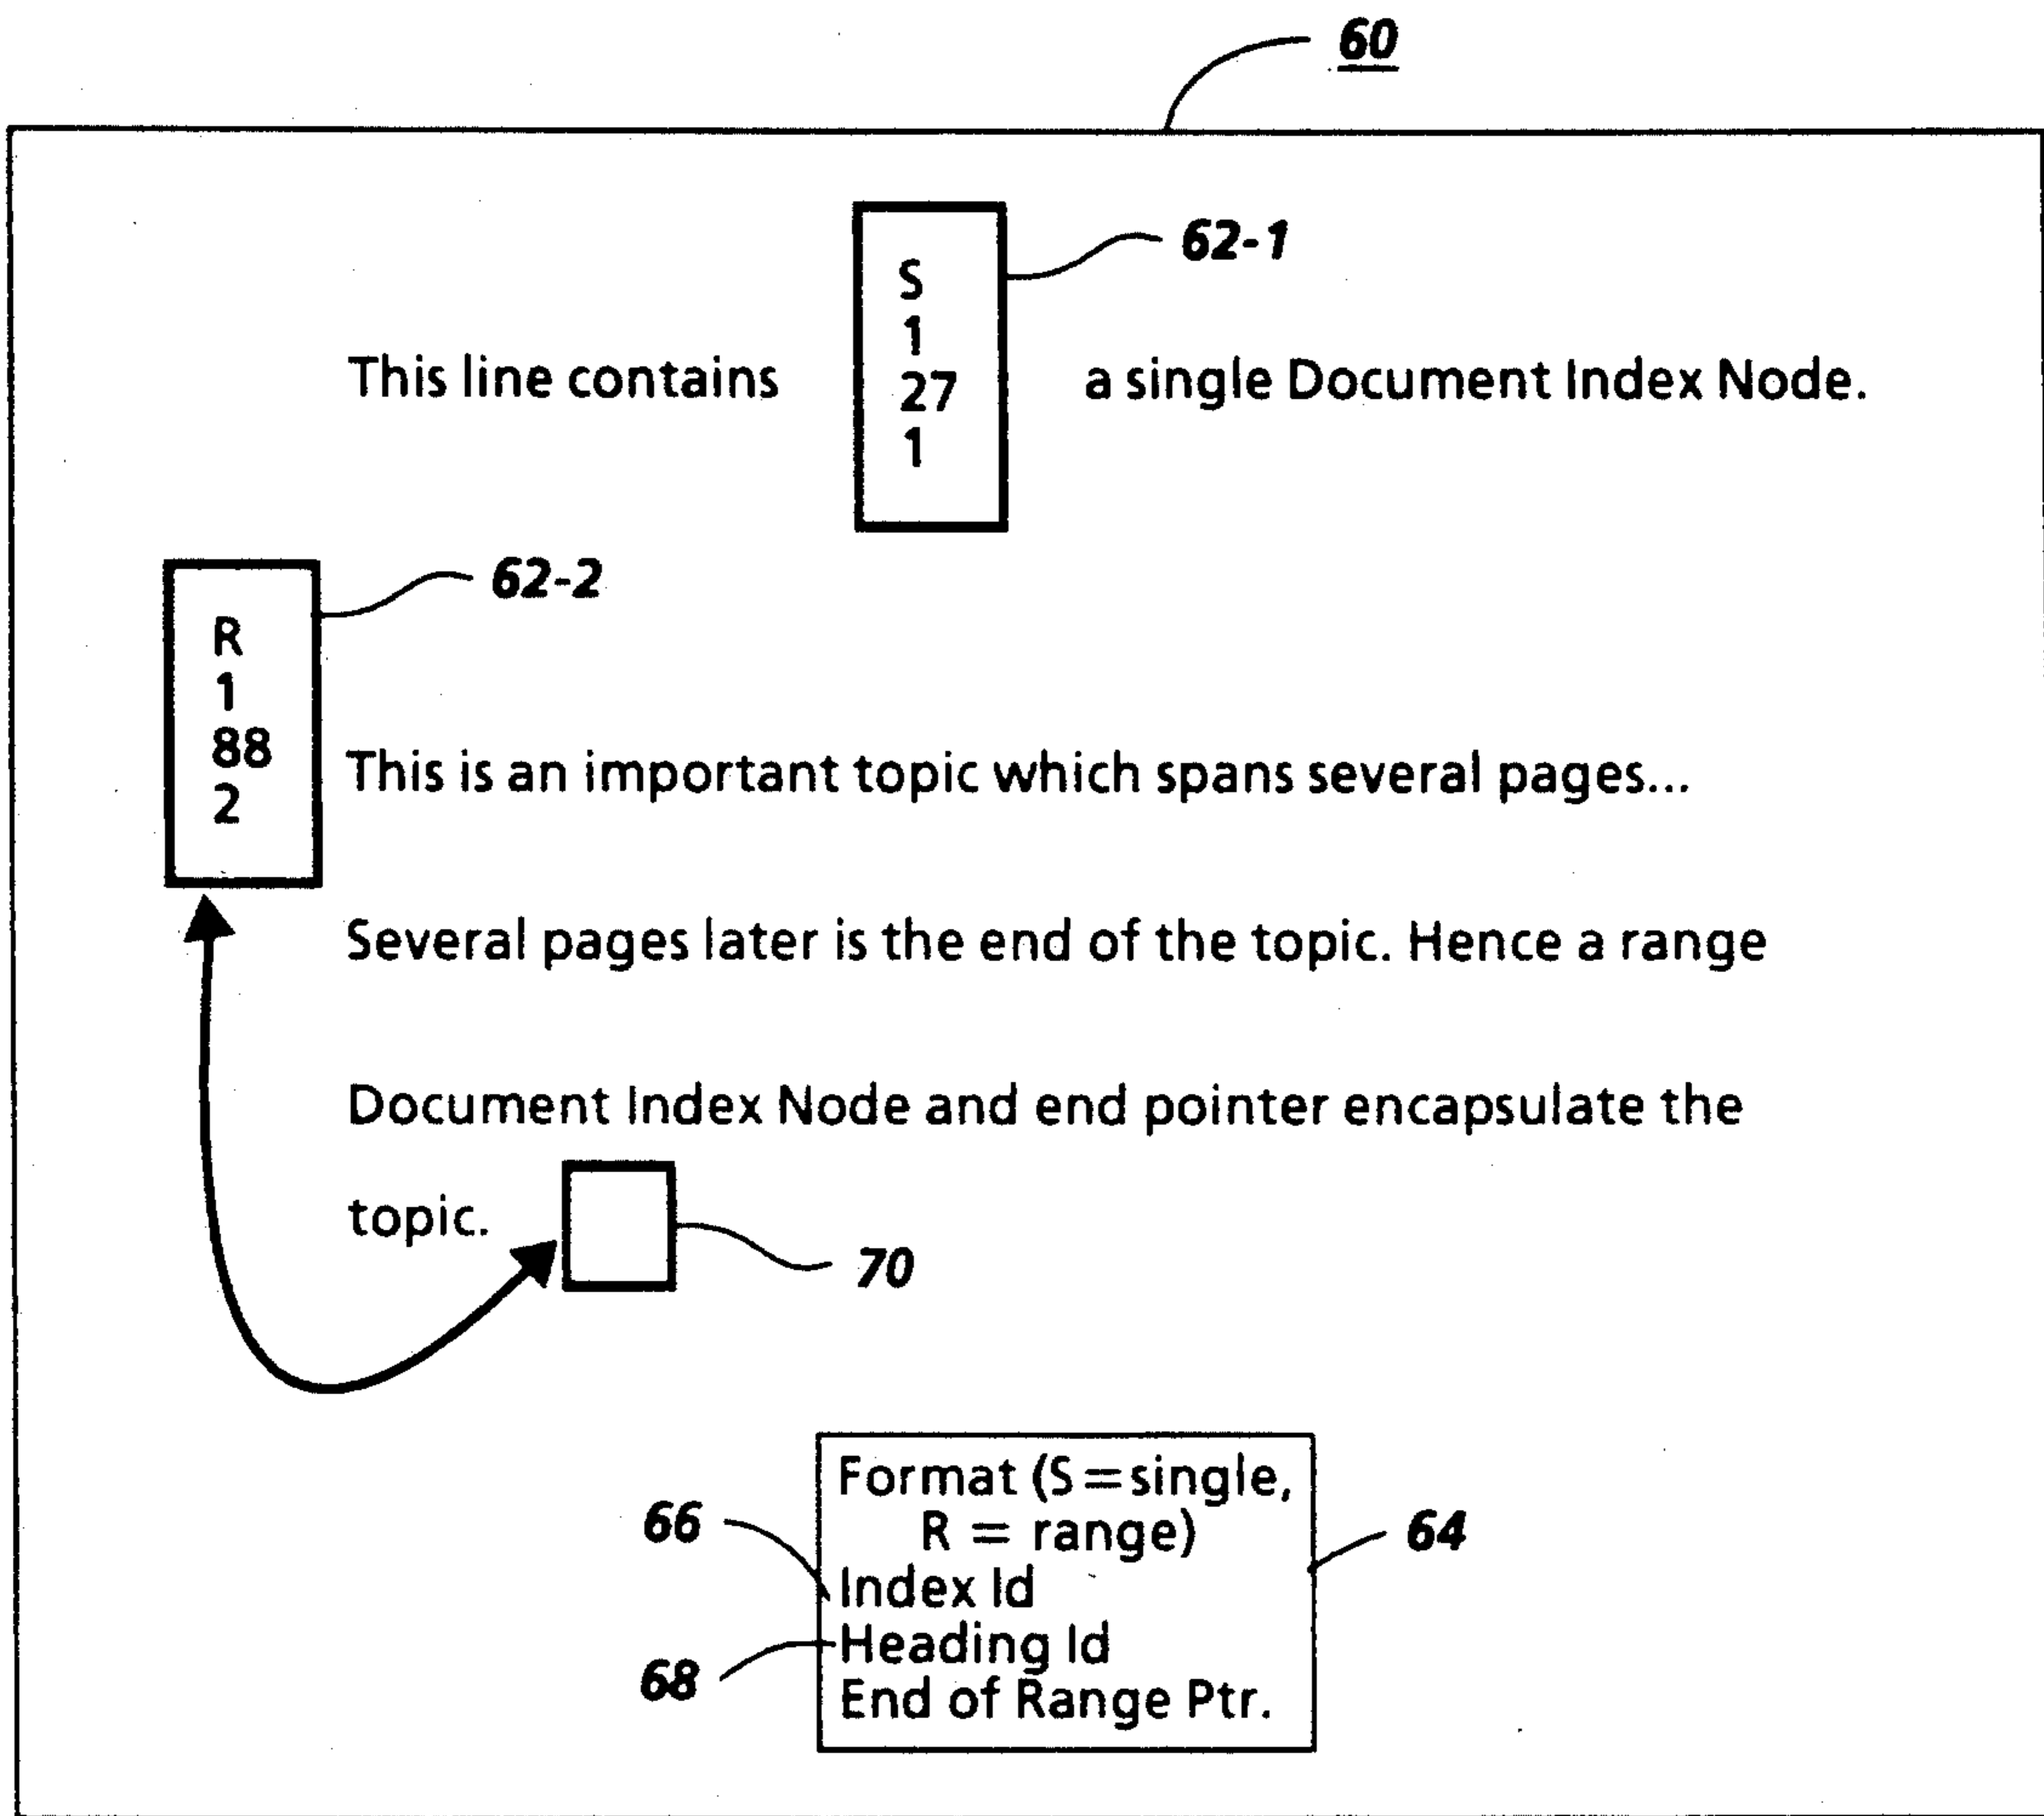 60
S
62-1
1
This line contains 27 a single Document Index Node.
1
62-2
R
1
88
This is an important topic which spans several pages...
2
Several pages later is the end of the topic. Hence a range
Document Index Node and end pointer encapsulate the
topic.
70
Format (S = single,
66 R = range) 64
Index Id
Heading Id
68
End of Range Ptr.